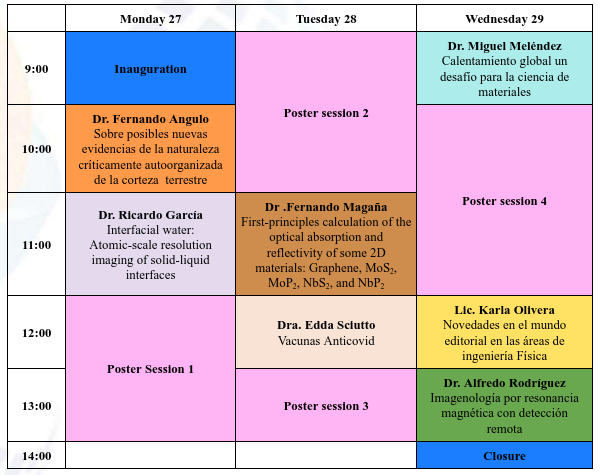 Monday 27 Tuesday 28 Wednesday 29
9:00
Inauguration
Poster session 2
Dr. Miguel Meléndez
Calentamiento global un
desafío para la ciencia de
materiales
10:00
Dr. Fernando Angulo
Sobre posibles nuevas
evidencias de la naturaleza
críticamente autoorganizada
de la corteza terrestre
Poster session 4
11:00
Dr. Ricardo García
Interfacial water:
Atomic-scale resolution
imaging of solid-liquid
interfaces
Dr .Fernando Magaña
First-principles calculation of the
optical absorption and
reflectivity of some 2D
materials: Graphene, MoS₂,
MoP₂, NbS₂, and NbP₂
12:00
Poster Session 1
Dra. Edda Sciutto
Vacunas Anticovid
Lic. Karla Olivera
Novedades en el mundo
editorial en las áreas de
ingeniería Física
13:00
Poster session 3
Dr. Alfredo Rodríguez
Imagenología por resonancia
magnética con detección
remota
14:00
Closure